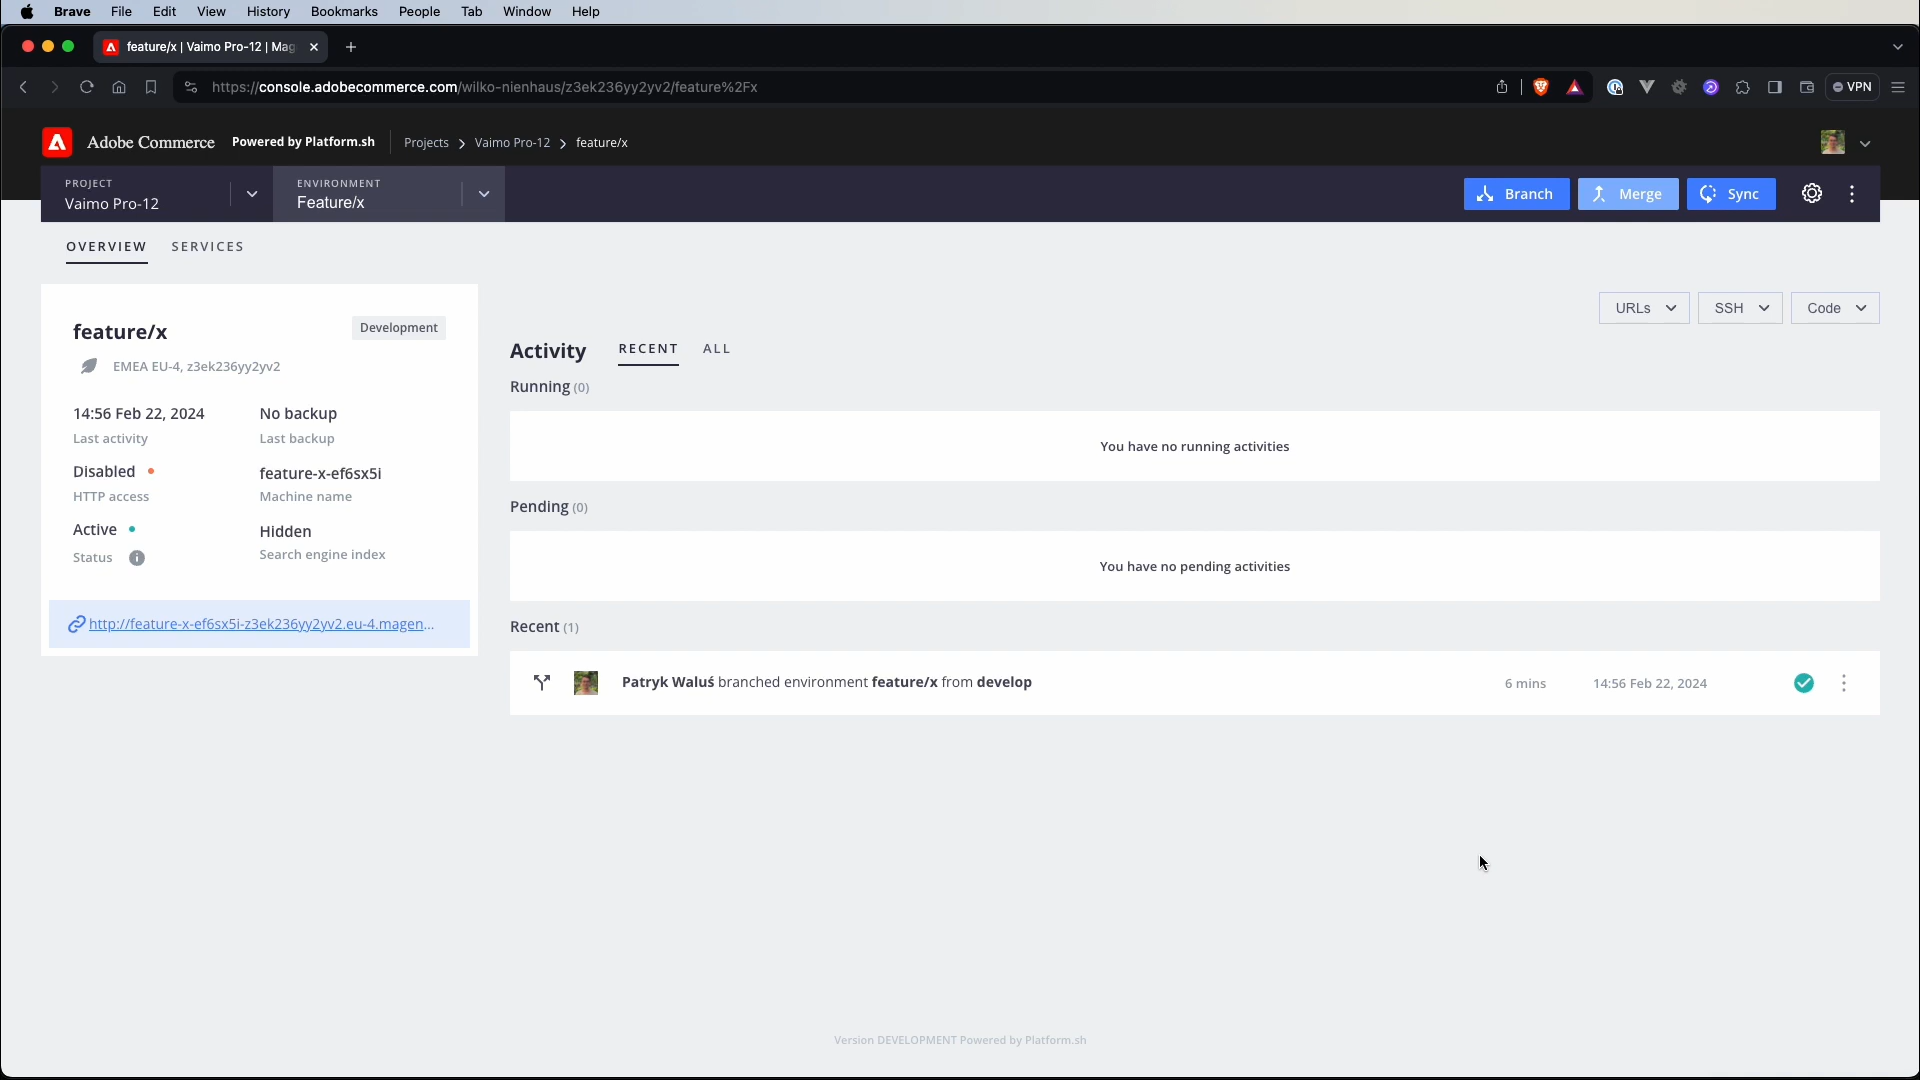 Brave File Edit View History Bookmarks People Tab Window Help
feature/x | Vaimo Pro-12 | Mag
https://console.adobecommerce.com/wilko-nienhaus/z3ek236yy2yv2/feature%2Fx
VPN
Adobe Commerce Powered by Platform.sh Projects Vaimo Pro-12 feature/x
PROJECT
Vaimo Pro-12
ENVIRONMENT
Feature/x
Branch Merge Sync
OVERVIEW SERVICES
feature/x
Development
EMEA EU-4, z3ek236yy2yv2
14:56 Feb 22, 2024
Last activity
No backup
Last backup
Disabled
HTTP access
feature-x-ef6sx5i
Machine name
Active
Status
Hidden
Search engine index
http://feature-x-ef6sx5i-z3ek236yy2yv2.eu-4.magen...
URLs SSH Code
Activity RECENT ALL
Running (0)
You have no running activities
Pending (0)
You have no pending activities
Recent (1)
Patryk Waluś branched environment feature/x from develop 6 mins 14:56 Feb 22, 2024
Version DEVELOPMENT Powered by Platform.sh